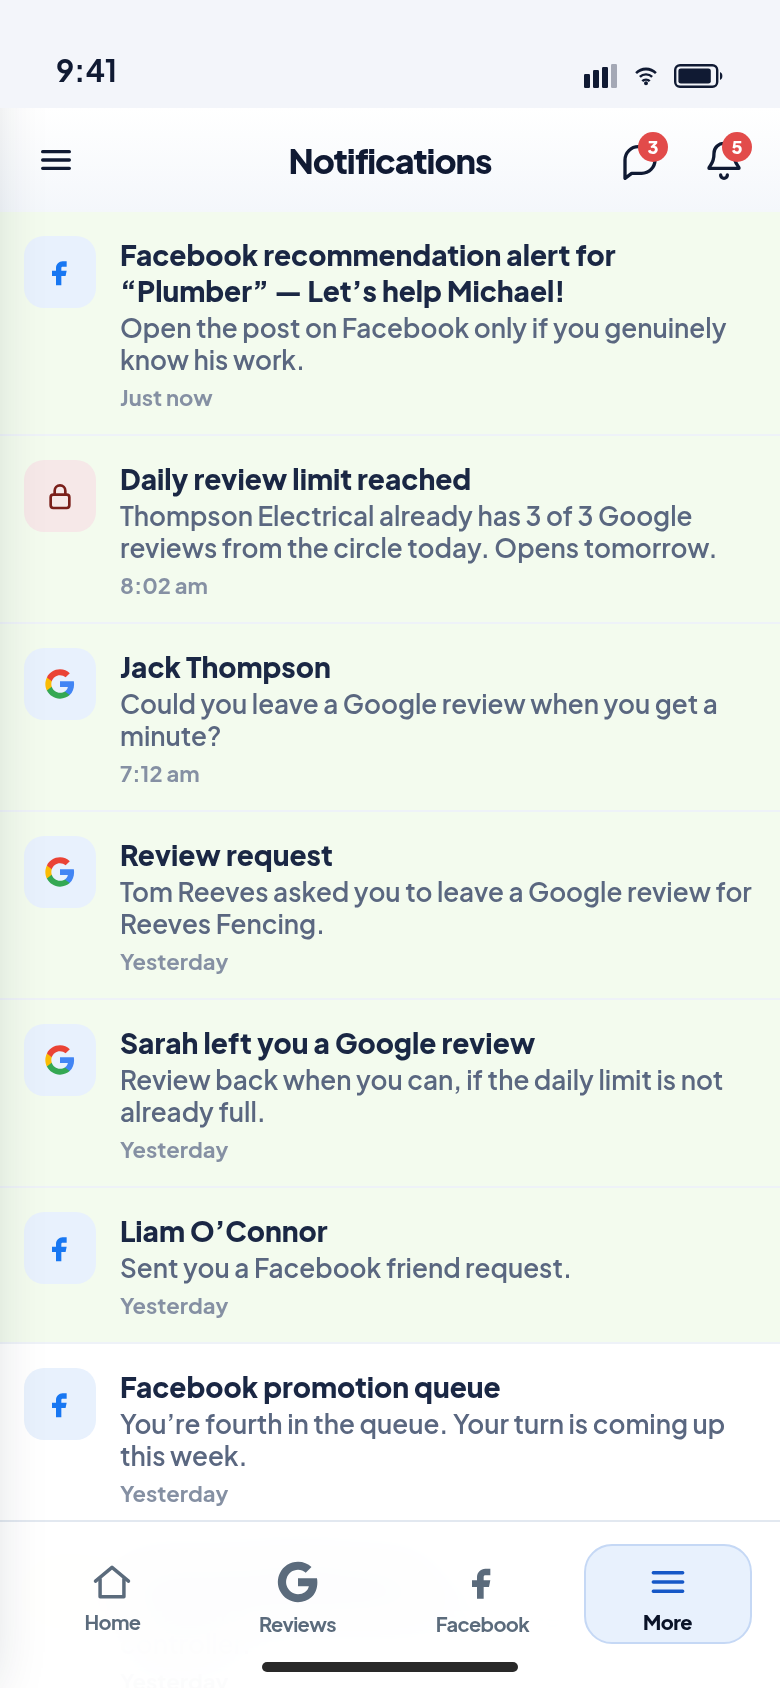 9:41
Notifications
3
5
Facebook recommendation alert for
“Plumber” — Let’s help Michael!
Open the post on Facebook only if you genuinely
know his work.
Just now
Daily review limit reached
Thompson Electrical already has 3 of 3 Google
reviews from the circle today. Opens tomorrow.
8:02 am
Jack Thompson
Could you leave a Google review when you get a
minute?
7:12 am
Review request
Tom Reeves asked you to leave a Google review for
Reeves Fencing.
Yesterday
Sarah left you a Google review
Review back when you can, if the daily limit is not
already full.
Yesterday
Liam O’Connor
Sent you a Facebook friend request.
Yesterday
Facebook promotion queue
You’re fourth in the queue. Your turn is coming up
this week.
Yesterday
Home
Reviews
Facebook
More
Yesterday